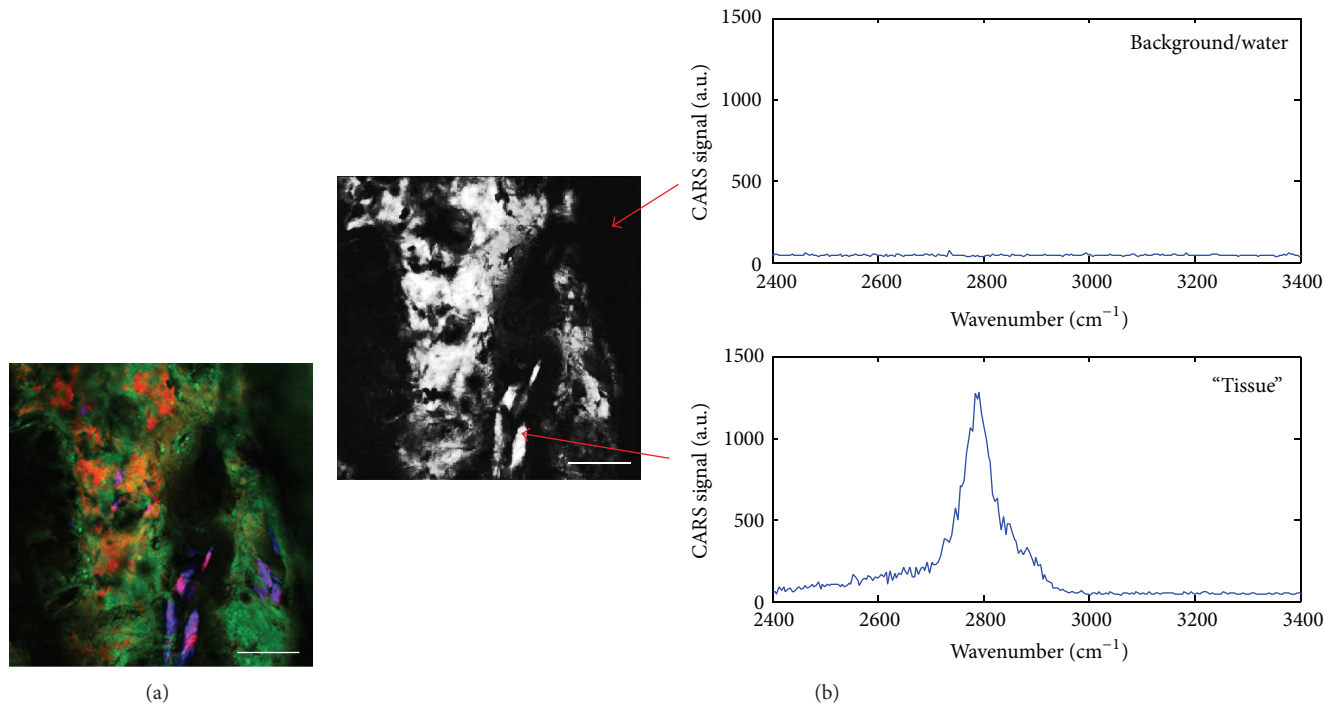 1500
1000
500
0
CARS signal (a.u.)
Background/water
2400
2600
2800
3000
3200
3400
Wavenumber (cm⁻¹)
1500
1000
500
0
CARS signal (a.u.)
“Tissue”
2400
2600
2800
3000
3200
3400
Wavenumber (cm⁻¹)
(a)
(b)